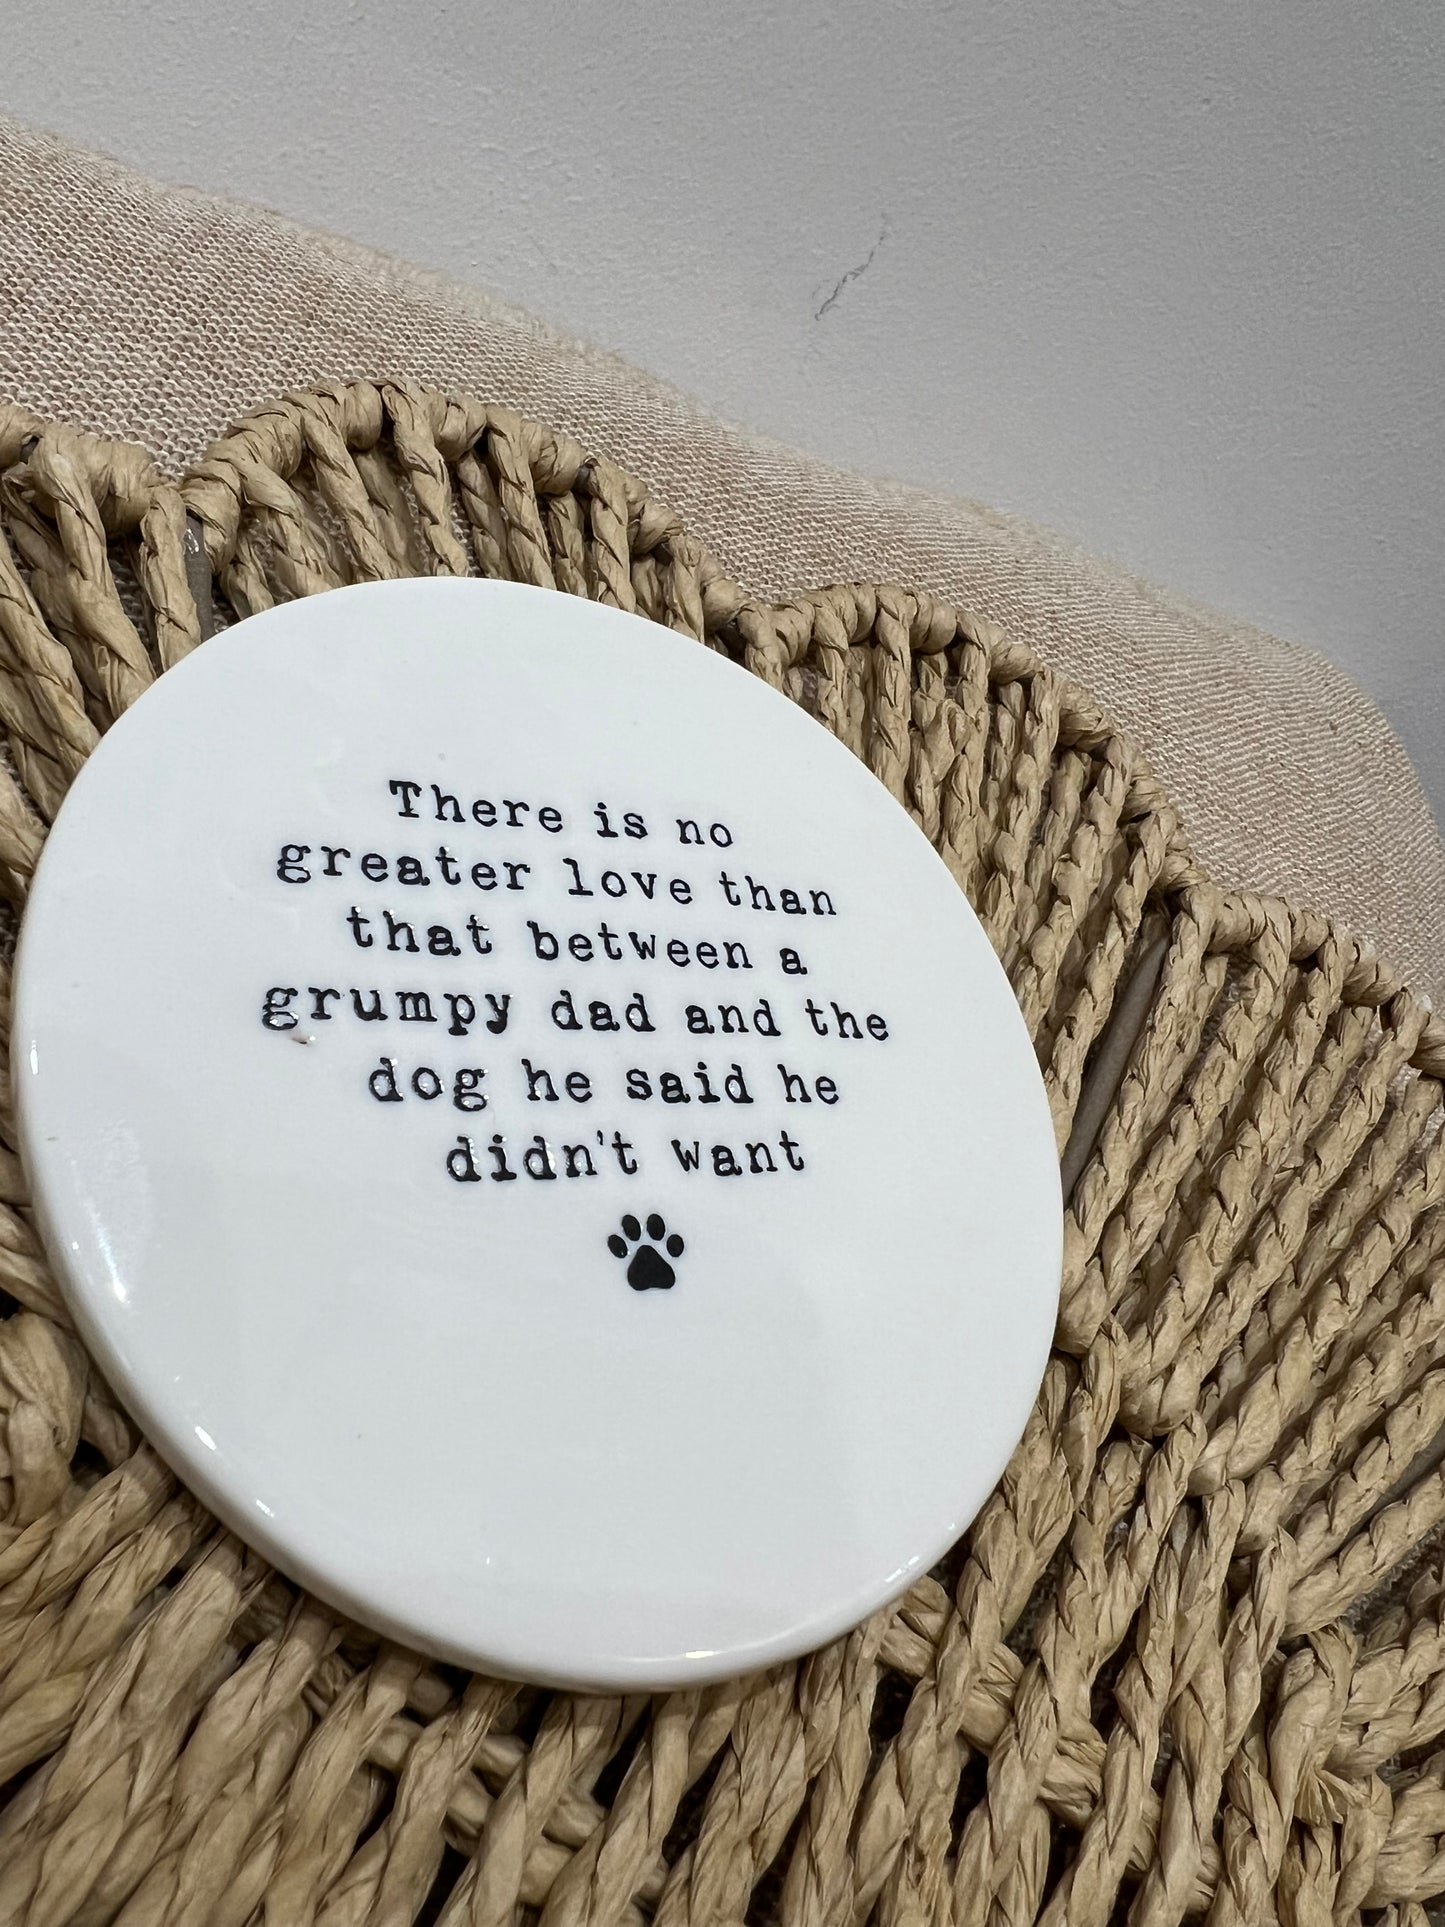 There is no
greater love than
that between a
grumpy dad and the
dog he said he
didn't want